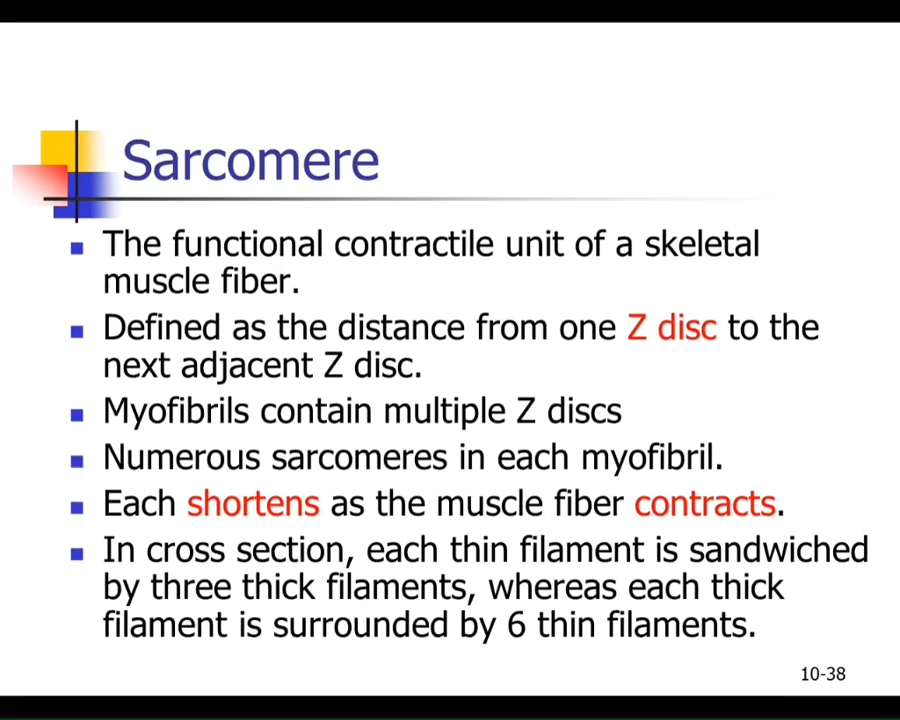 Sarcomere
The functional contractile unit of a skeletal
muscle fiber.
Defined as the distance from one Z disc to the
next adjacent Z disc.
Myofibrils contain multiple Z discs
Numerous sarcomeres in each myofibril.
Each shortens as the muscle fiber contracts.
In cross section, each thin filament is sandwiched
by three thick filaments, whereas each thick
filament is surrounded by 6 thin filaments.
10-38